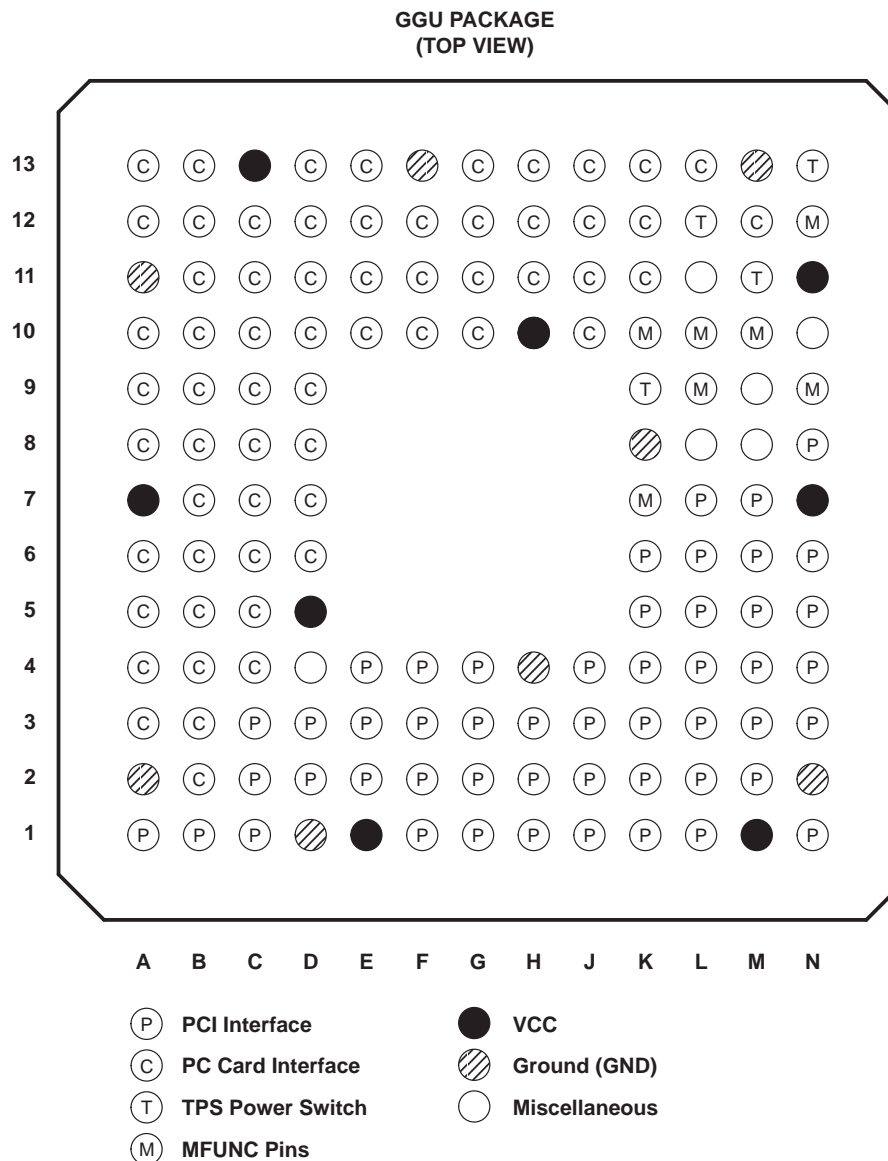 GGU PACKAGE
(TOP VIEW)
13 C C C C C C C C C T
12 C C C C C C C C C C T C M
11 C C C C C C C C C T
10 C C C C C C C C M M M
9 C C C C T M M
8 C C C C P
7 C C C M P P
6 C C C C P P P P
5 C C C P P P P
4 C C C P P P P P P P P
3 C C P P P P P P P P P P P
2 C P P P P P P P P P P
1 P P P P P P P P P P
A B C D E F G H J K L M N
P PCI Interface VCC
C PC Card Interface Ground (GND)
T TPS Power Switch Miscellaneous
M MFUNC Pins